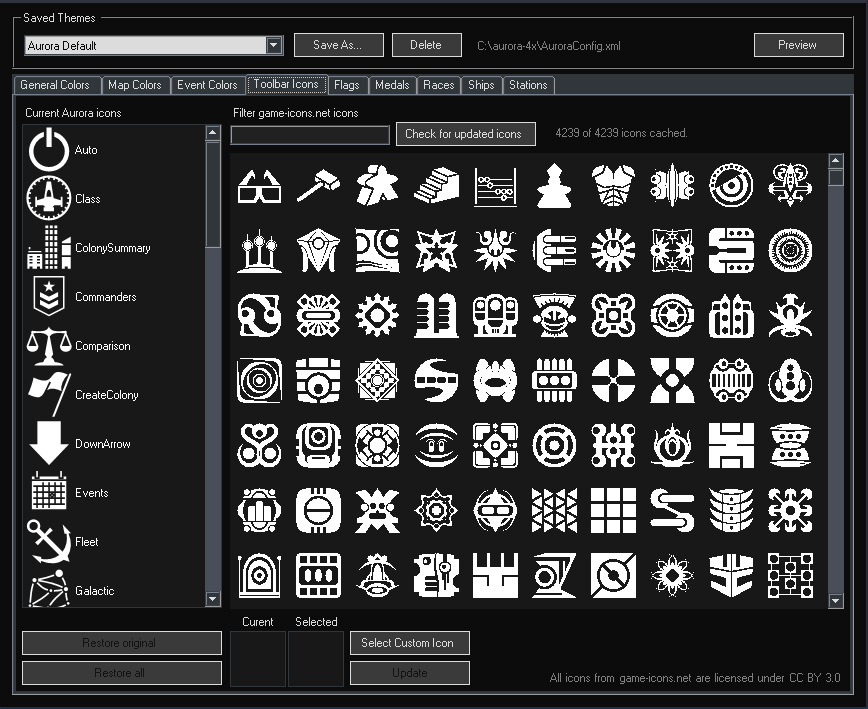 Saved Themes
Aurora Default
Save As...
Delete
C:\aurora-4x\AuroraConfig.xml
Preview
General Colors
Map Colors
Event Colors
Toolbar Icons
Flags
Medals
Races
Ships
Stations
Current Aurora icons
Filter game-icons.net icons
Check for updated icons
4239 of 4239 icons cached.
Auto
Class
ColonySummary
Commanders
Comparison
CreateColony
DownArrow
Events
Fleet
Galactic
Restore original
Restore all
Curent
Selected
Select Custom Icon
Update
All icons from game-icons.net are licensed under CC BY 3.0